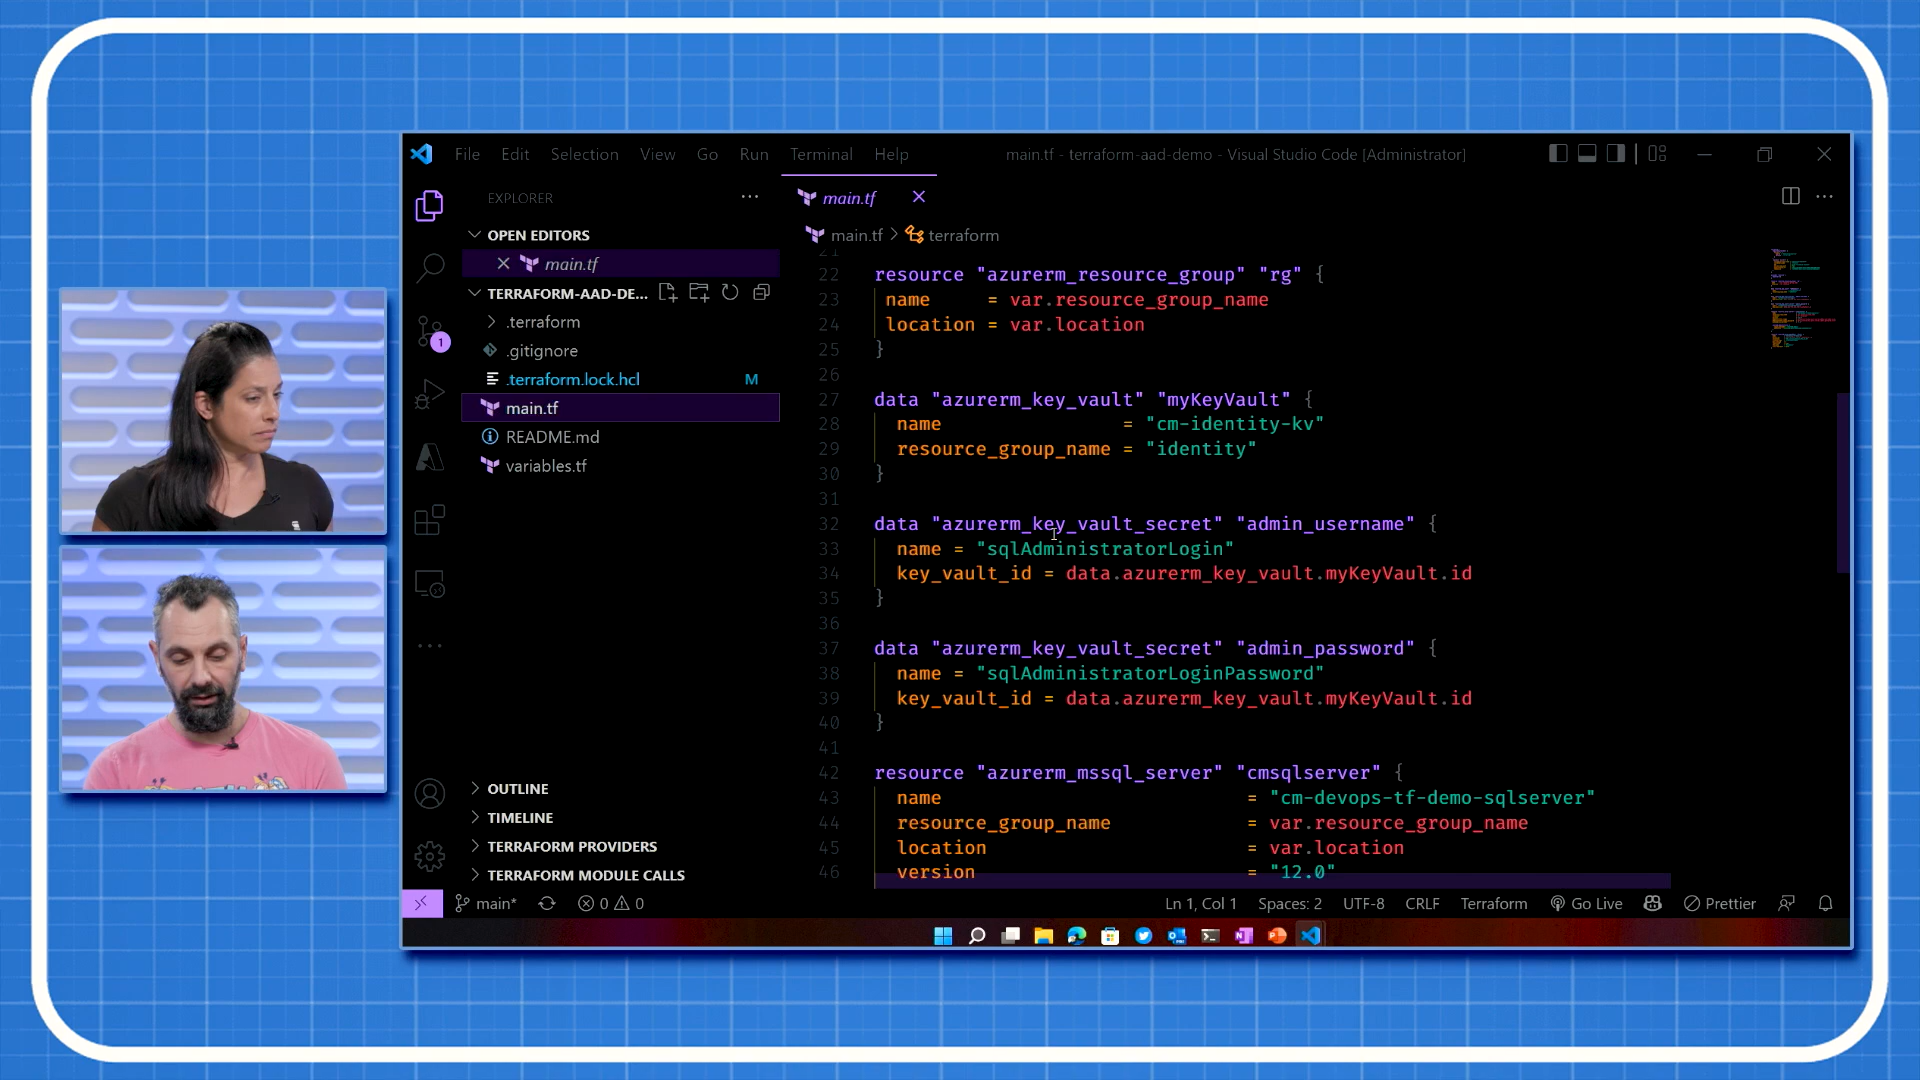 File Edit Selection View Go Run Terminal Help
main.tf - terraform-aad-demo - Visual Studio Code [Administrator]
EXPLORER
OPEN EDITORS
main.tf
TERRAFORM-AAD-DE...
.terraform
.gitignore
.terraform.lock.hcl M
main.tf
README.md
variables.tf
1
OUTLINE
TIMELINE
TERRAFORM PROVIDERS
TERRAFORM MODULE CALLS
main.tf
main.tf > terraform
21
22 resource "azurerm_resource_group" "rg" {
23 name = var.resource_group_name
24 location = var.location
25 }
26
27 data "azurerm_key_vault" "myKeyVault" {
28 name = "cm-identity-kv"
29 resource_group_name = "identity"
30 }
31
32 data "azurerm_key_vault_secret" "admin_username" {
33 name = "sqlAdministratorLogin"
34 key_vault_id = data.azurerm_key_vault.myKeyVault.id
35 }
36
37 data "azurerm_key_vault_secret" "admin_password" {
38 name = "sqlAdministratorLoginPassword"
39 key_vault_id = data.azurerm_key_vault.myKeyVault.id
40 }
41
42 resource "azurerm_mssql_server" "cmsqlserver" {
43 name = "cm-devops-tf-demo-sqlserver"
44 resource_group_name = var.resource_group_name
45 location = var.location
46 version = "12.0"
main* 0 0 Ln 1, Col 1 Spaces: 2 UTF-8 CRLF Terraform Go Live Prettier